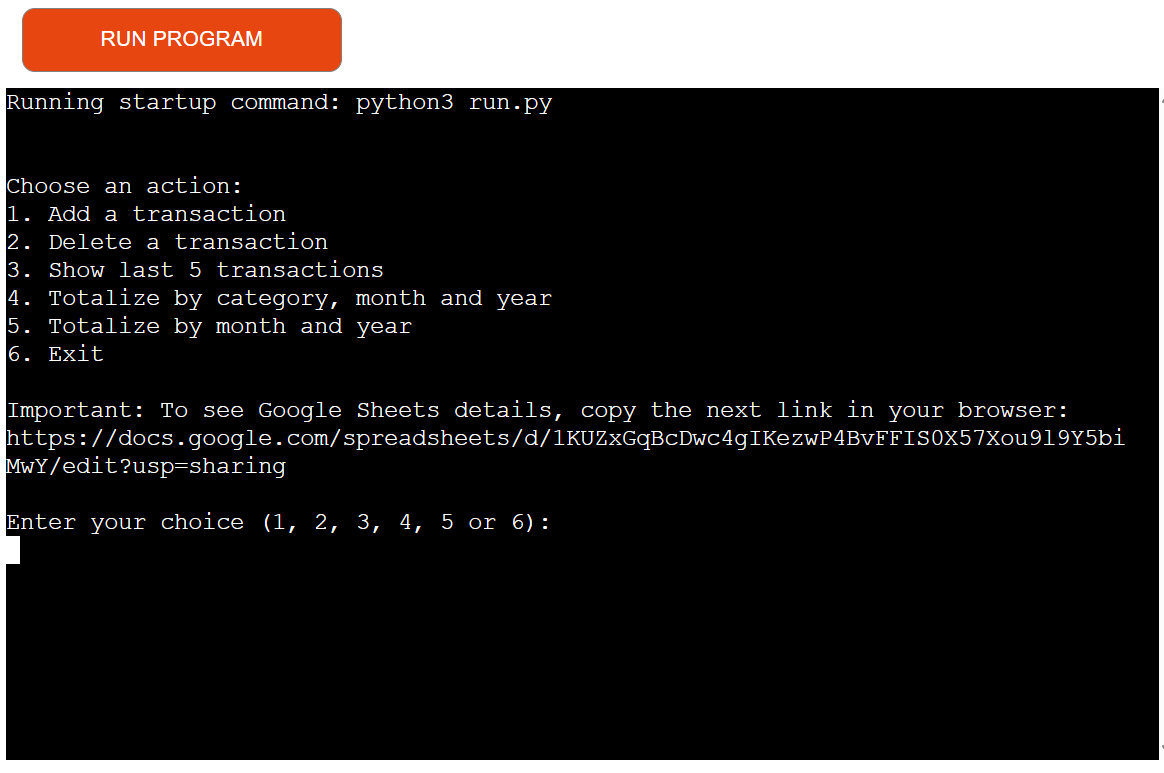 RUN PROGRAM
Running startup command: python3 run.py
Choose an action:
1. Add a transaction
2. Delete a transaction
3. Show last 5 transactions
4. Totalize by category, month and year
5. Totalize by month and year
6. Exit
Important: To see Google Sheets details, copy the next link in your browser:
https://docs.google.com/spreadsheets/d/1KUZxGqBcDwc4gIKezwP4BvFFIS0X57Xou9l9Y5bi
MwY/edit?usp=sharing
Enter your choice (1, 2, 3, 4, 5 or 6):